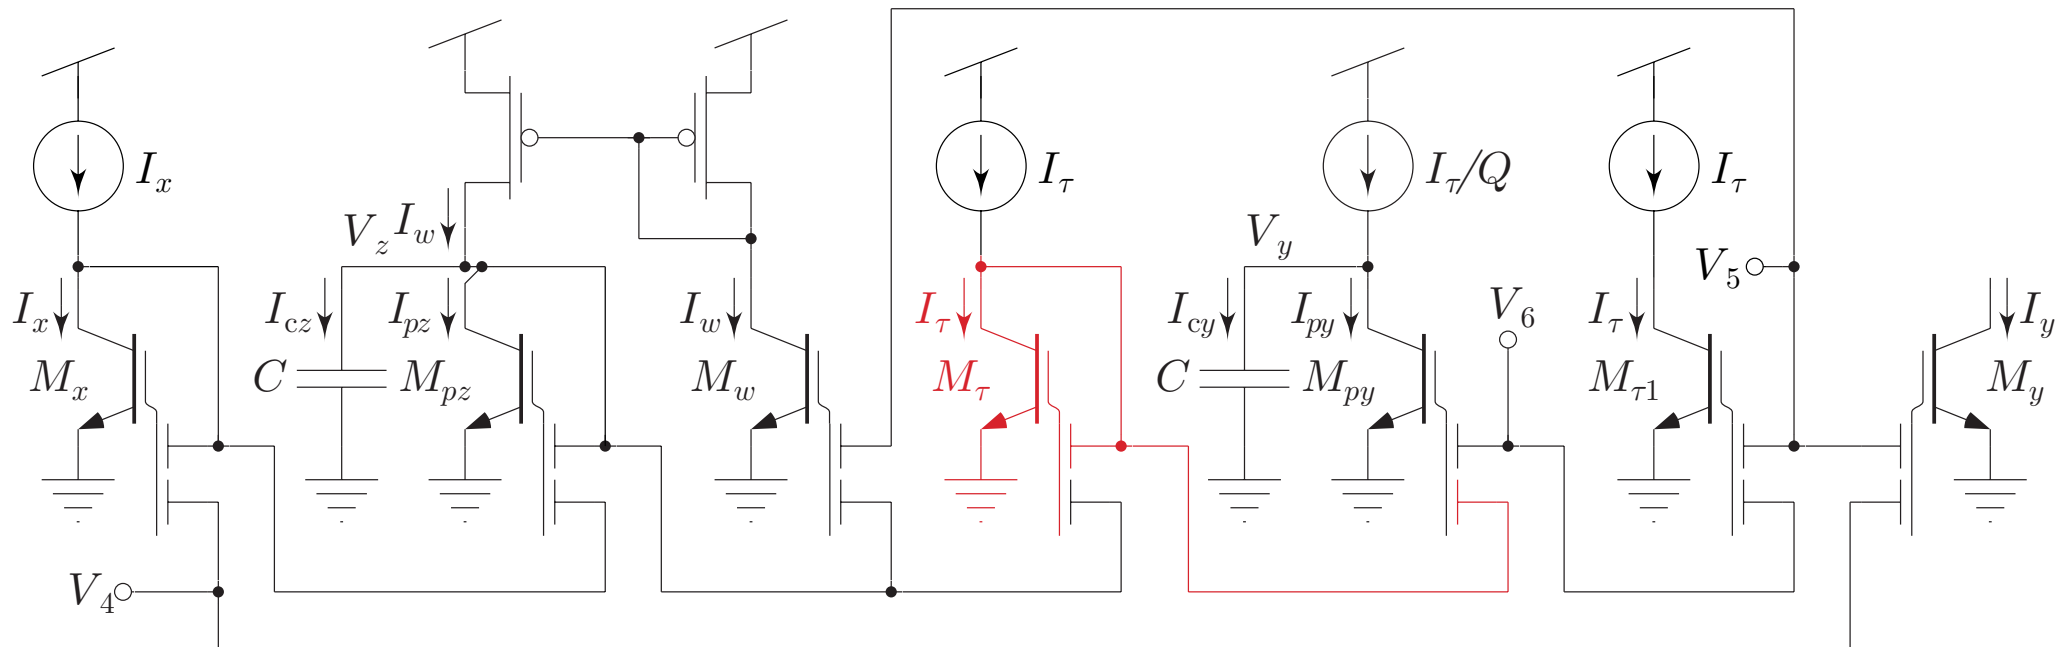 I_x
I_τ
I_τ/Q
I_τ
V_z
I_w
V_y
V_5
I_x
I_cz
I_pz
I_w
I_τ
I_cy
I_py
V_6
I_τ
I_y
M_x
C
M_pz
M_w
M_τ
C
M_py
M_τ1
M_y
V_4